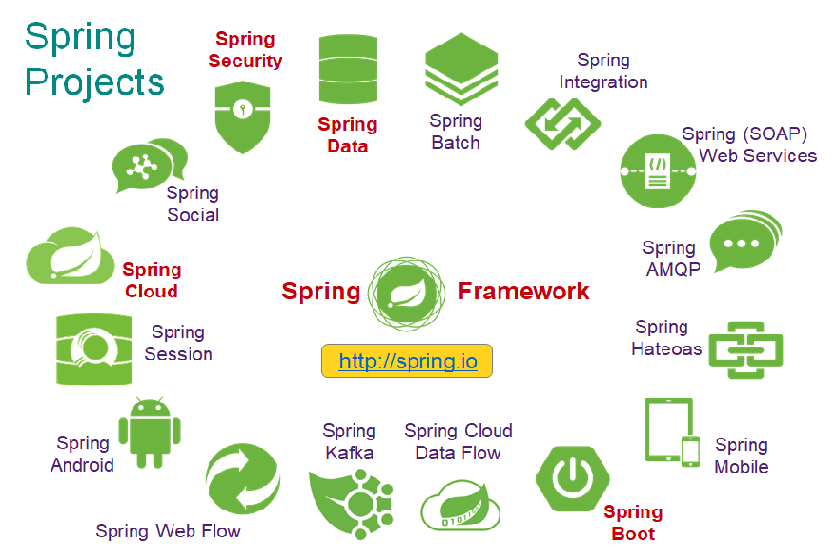 Spring
Projects
Spring
Security
Spring
Data
Spring
Batch
Spring
Integration
Spring (SOAP)
Web Services
Spring
Social
Spring
AMQP
Spring
Cloud
Spring Framework
Spring
Session
http://spring.io
Spring
Hateoas
Spring
Android
Spring
Kafka
Spring Cloud
Data Flow
Spring
Mobile
Spring Web Flow
01011101
Spring
Boot